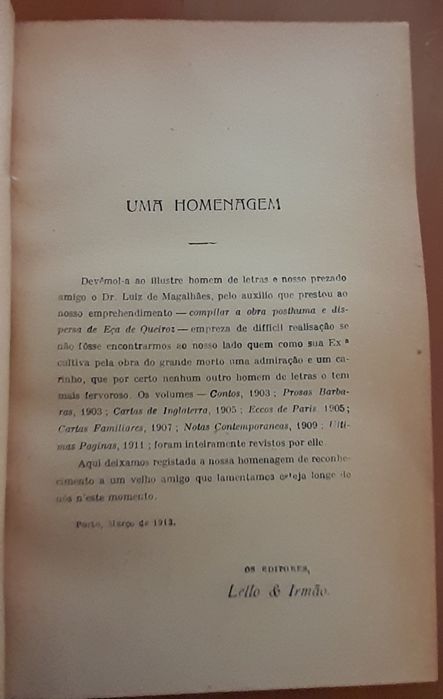 UMA HOMENAGEM
Devêmol-a ao illustre homem de letras e nosso prezado
amigo o Dr. Luiz de Magalhães, pelo auxilio que prestou ao
nosso emprehendimento — compilar a obra posthuma e dis-
persa de Eça de Queiroz — empreza de difficil realisação se
não fôsse encontrarmos ao nosso lado quem como sua Ex.ª
cultiva pela obra do grande morto uma admiração e um ca-
rinho, que por certo nenhum outro homem de letras o tem
mais fervoroso. Os volumes — Contos, 1903 ; Prosas Barba-
ras, 1903 ; Cartas de Inglaterra, 1905 ; Eccos de Paris, 1905;
Cartas Familiares, 1907 ; Notas Contemporaneas, 1909 ; Ulti-
mas Paginas, 1911 ; foram inteiramente revistos por elle
Aqui deixamos registada a nossa homenagem de reconhe-
cimento a um velho amigo que lamentamos esteja longe de
nós n'este momento.
Porto, Março de 1913.
OS EDITORES,
Lello & Irmão.